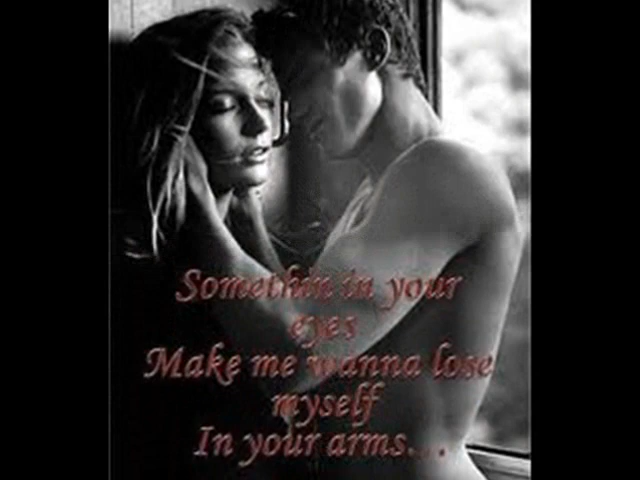 Somethin in your
eyes
Make me wanna lose
myself
In your arms...